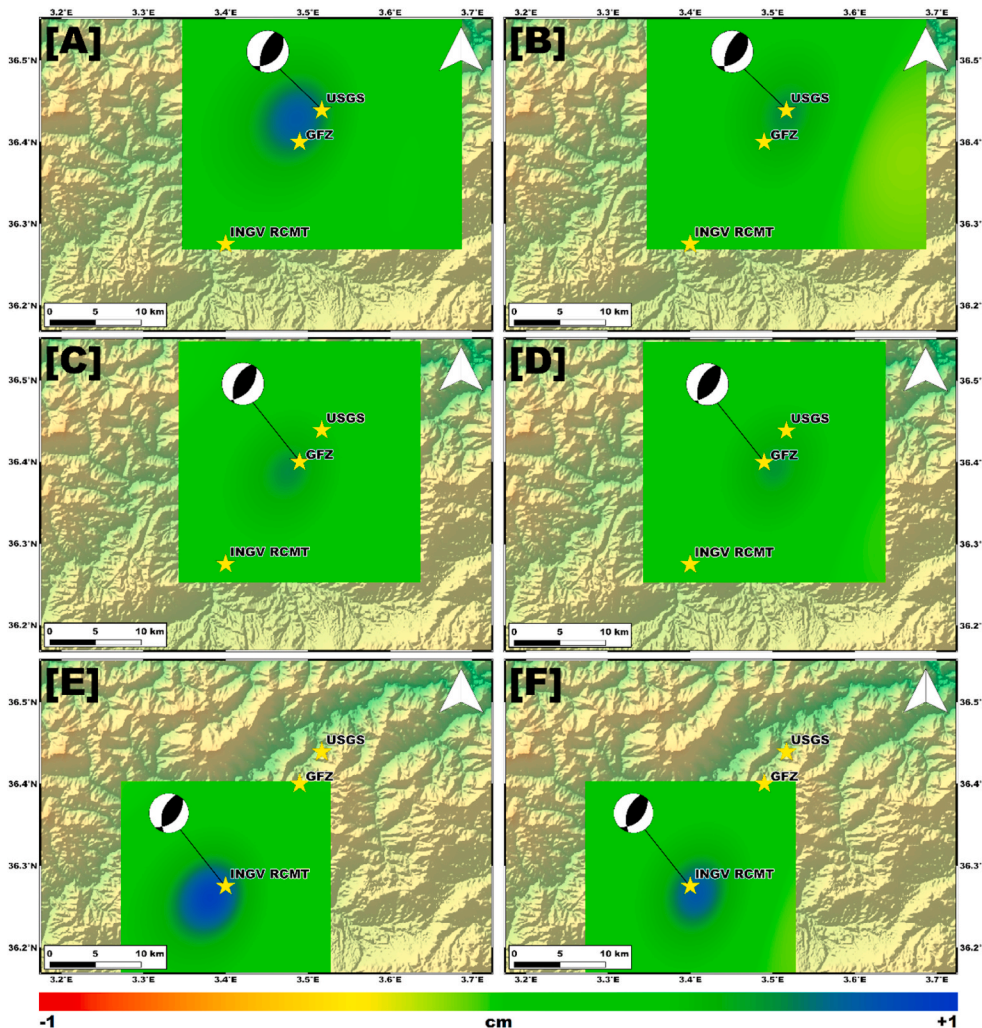 3.2°E 3.3°E 3.4°E 3.5°E 3.6°E 3.7°E 3.2°E 3.3°E 3.4°E 3.5°E 3.6°E 3.7°E
[A] [B]
36.5°N 36.5°N
USGS USGS
36.4°N GFZ GFZ 36.4°N
36.3°N INGV RCMT INGV RCMT 36.3°N
36.2°N 0 5 10 km 0 5 10 km 36.2°N
[C] [D]
36.5°N 36.5°N
USGS USGS
36.4°N GFZ GFZ 36.4°N
36.3°N INGV RCMT INGV RCMT 36.3°N
36.2°N 0 5 10 km 0 5 10 km 36.2°N
[E] [F]
36.5°N 36.5°N
USGS USGS
36.4°N GFZ GFZ 36.4°N
36.3°N INGV RCMT INGV RCMT 36.3°N
36.2°N 0 5 10 km 0 5 10 km 36.2°N
3.2°E 3.3°E 3.4°E 3.5°E 3.6°E 3.7°E 3.2°E 3.3°E 3.4°E 3.5°E 3.6°E 3.7°E
-1 cm +1